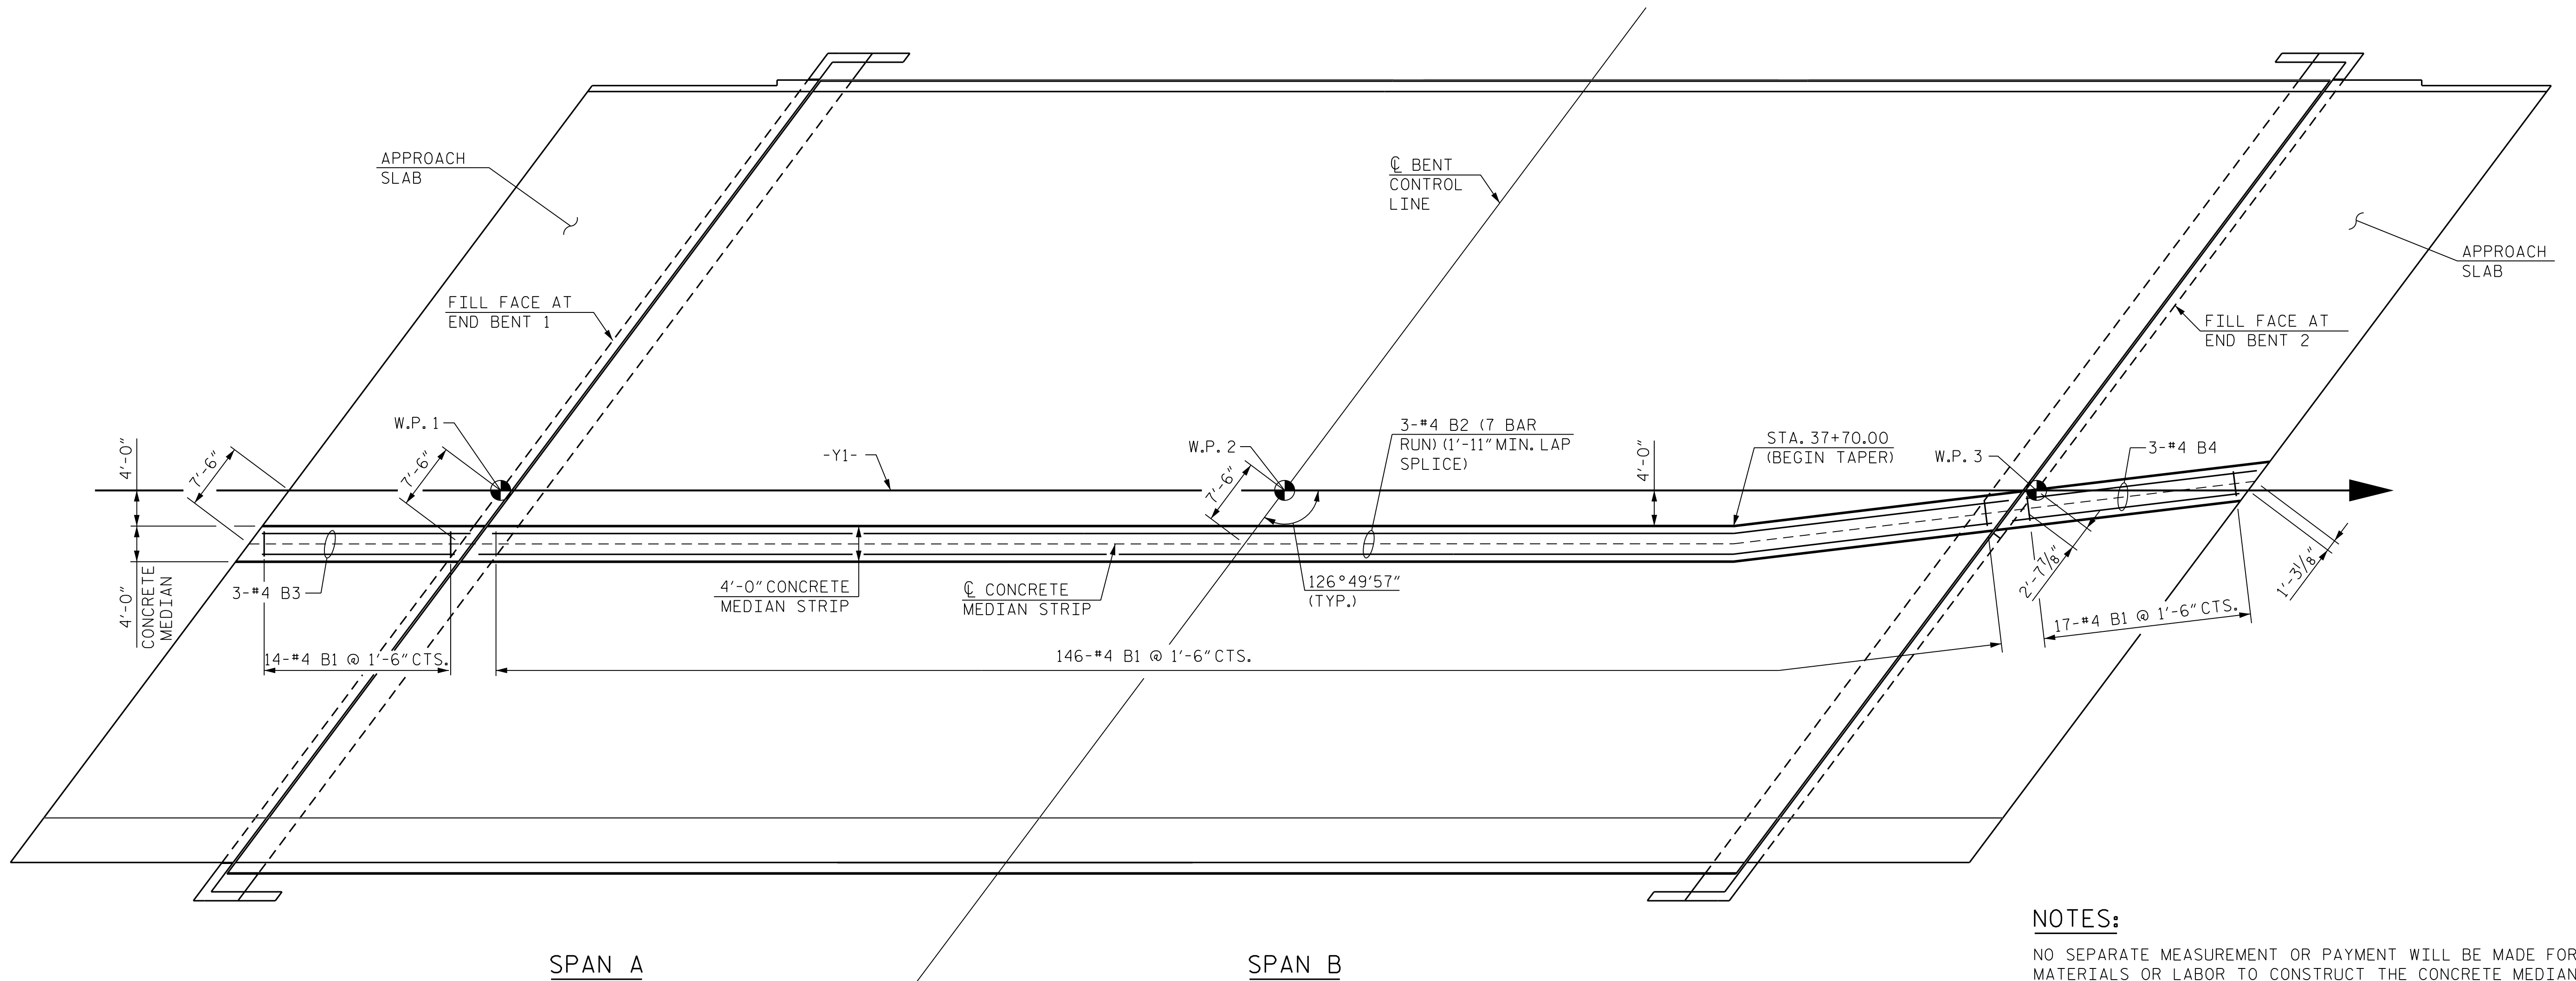 APPROACH
SLAB
℄ BENT
CONTROL
LINE
APPROACH
SLAB
FILL FACE AT
END BENT 1
FILL FACE AT
END BENT 2
W.P. 1
-Y1-
W.P. 2
3-#4 B2 (7 BAR
RUN) (1'-11" MIN. LAP
SPLICE)
4'-0"
STA. 37+70.00
(BEGIN TAPER)
W.P. 3
3-#4 B4
4'-0"
7'-6"
7'-6"
7'-6"
4'-0"
CONCRETE
MEDIAN
3-#4 B3
4'-0" CONCRETE
MEDIAN STRIP
℄ CONCRETE
MEDIAN STRIP
126°49'57"
(TYP.)
2'-7⅛"
1'-3⅛"
17-#4 B1 @ 1'-6" CTS.
14-#4 B1 @ 1'-6" CTS.
146-#4 B1 @ 1'-6" CTS.
SPAN A
SPAN B
NOTES:
NO SEPARATE MEASUREMENT OR PAYMENT WILL BE MADE FOR
MATERIALS OR LABOR TO CONSTRUCT THE CONCRETE MEDIAN